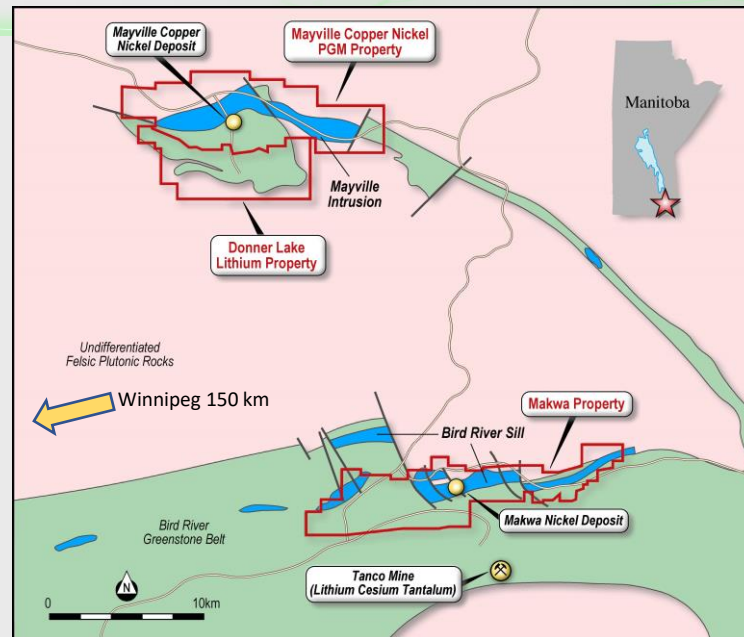 Mayville Copper
Nickel Deposit
Mayville Copper Nickel
PGM Property
Manitoba
Mayville
Intrusion
Donner Lake
Lithium Property
Undifferentiated
Felsic Plutonic Rocks
Winnipeg 150 km
Makwa Property
Bird River Sill
Makwa Nickel Deposit
Bird River
Greenstone Belt
Tanco Mine
(Lithium Cesium Tantalum)
N
0 10km